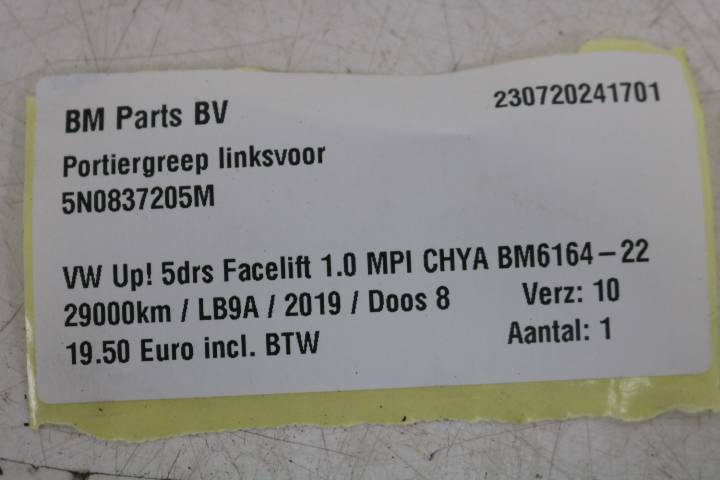 BM Parts BV 230720241701
Portiergreep linksvoor
5N0837205M
VW Up! 5drs Facelift 1.0 MPI CHYA BM6164-22
29000km / LB9A / 2019 / Doos 8 Verz: 10
19.50 Euro incl. BTW Aantal: 1